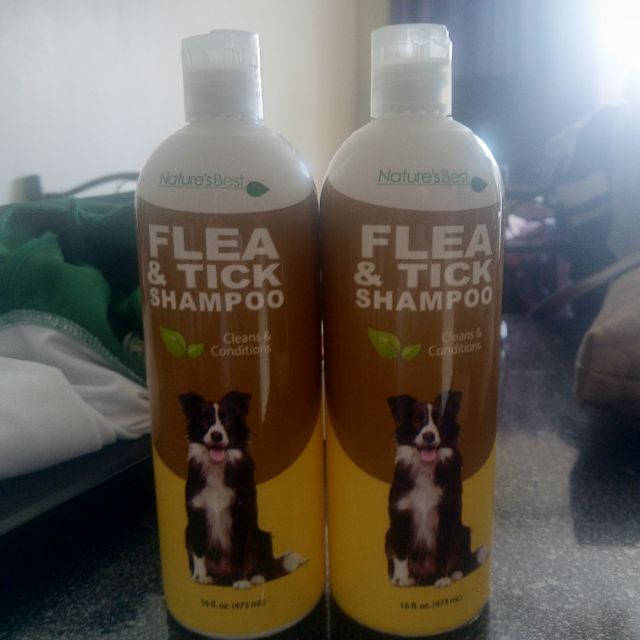 Nature's Best
FLEA
& TICK
SHAMPOO
Cleans &
Conditions
16 fl. oz. (473 mL)
Nature's Best
FLEA
& TICK
SHAMPOO
Cleans &
Conditions
16 fl. oz. (473 mL)